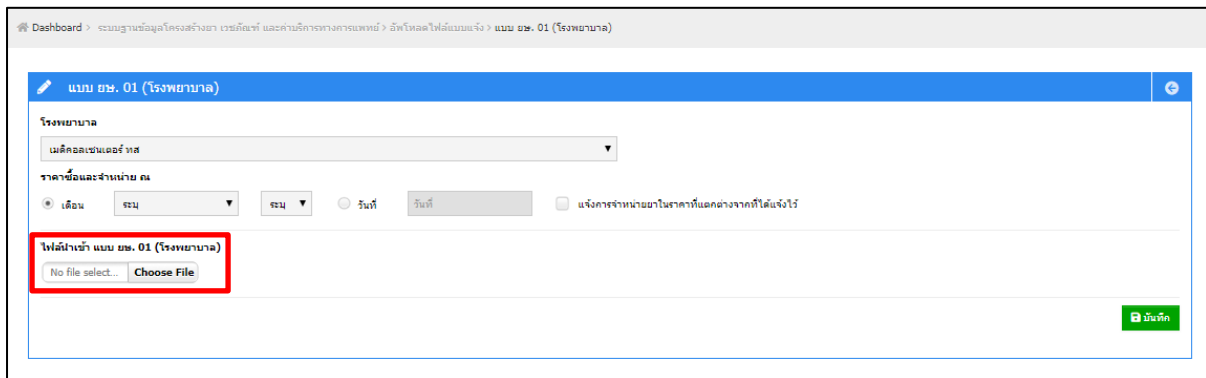 Dashboard > ระบบฐานข้อมูลโครงสร้างยา เวชภัณฑ์ และค่าบริการทางการแพทย์ > อัพโหลดไฟล์แบบแจ้ง > แบบ ยษ. 01 (โรงพยาบาล)
แบบ ยษ. 01 (โรงพยาบาล)
โรงพยาบาล
เมดิคอลเซนเตอร์ ทส
ราคาซื้อและจำหน่าย ณ
เดือน ระบุ ระบุ วันที่ วันที่ แจ้งการจำหน่ายยาในราคาที่แตกต่างจากที่ได้แจ้งไว้
ไฟล์นำเข้า แบบ ยษ. 01 (โรงพยาบาล)
No file select... Choose File
บันทึก